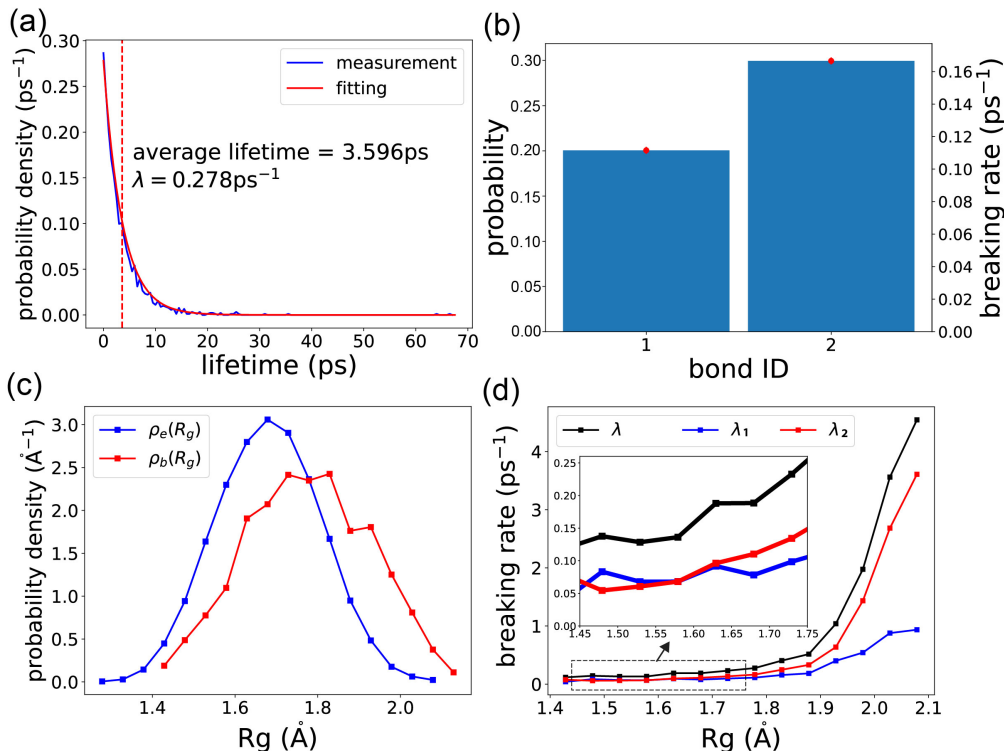 (a)
0.30
0.25
0.20
0.15
0.10
0.05
0.00
probability density (ps⁻¹)
measurement
fitting
average lifetime = 3.596ps
λ = 0.278ps⁻¹
0 10 20 30 40 50 60 70
lifetime (ps)
(b)
0.30
0.25
0.20
0.15
0.10
0.05
0.00
probability
0.16
0.14
0.12
0.10
0.08
0.06
0.04
0.02
0.00
breaking rate (ps⁻¹)
1 2
bond ID
(c)
3.0
2.5
2.0
1.5
1.0
0.5
0.0
probability density (Å⁻¹)
ρₑ(R_g)
ρ_b(R_g)
1.4 1.6 1.8 2.0
Rg (Å)
(d)
4
3
2
1
0
breaking rate (ps⁻¹)
λ λ₁ λ₂
0.25
0.20
0.15
0.10
0.05
0.00
1.45 1.50 1.55 1.60 1.65 1.70 1.75
1.4 1.5 1.6 1.7 1.8 1.9 2.0 2.1
Rg (Å)